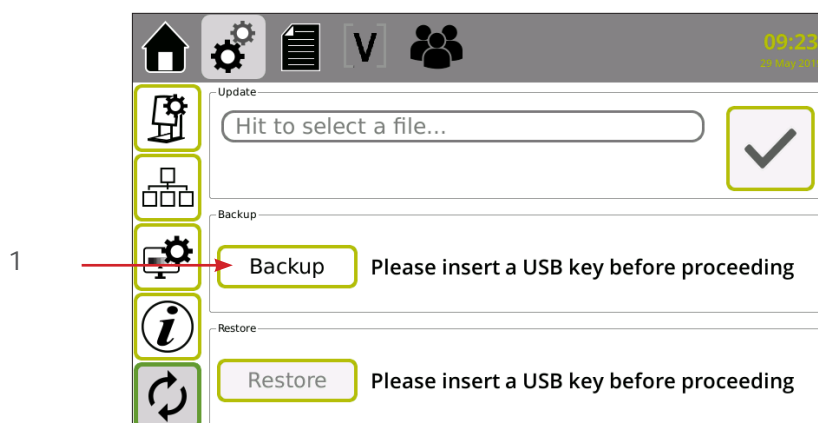 [V]
09:23
29 May 201
Update
Hit to select a file...
Backup
1
Backup Please insert a USB key before proceeding
Restore
Restore Please insert a USB key before proceeding